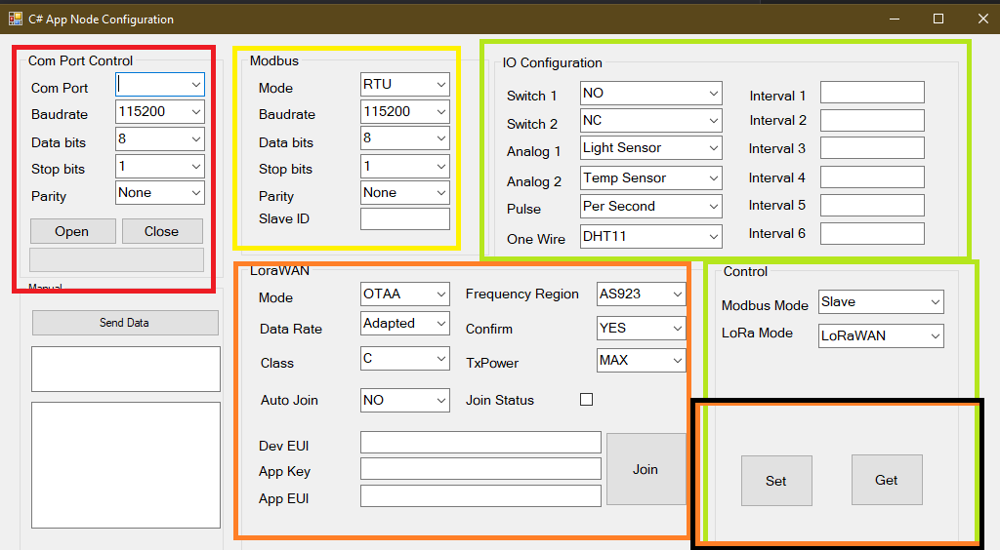 C# App Node Configuration
Com Port Control
Com Port
Baudrate 115200
Data bits 8
Stop bits 1
Parity None
Open Close
Manual
Send Data
Modbus
Mode RTU
Baudrate 115200
Data bits 8
Stop bits 1
Parity None
Slave ID
IO Configuration
Switch 1 NO Interval 1
Switch 2 NC Interval 2
Analog 1 Light Sensor Interval 3
Analog 2 Temp Sensor Interval 4
Pulse Per Second Interval 5
One Wire DHT11 Interval 6
LoraWAN
Mode OTAA Frequency Region AS923
Data Rate Adapted Confirm YES
Class C TxPower MAX
Auto Join NO Join Status
Dev EUI
App Key
App EUI
Join
Control
Modbus Mode Slave
LoRa Mode LoRaWAN
Set Get